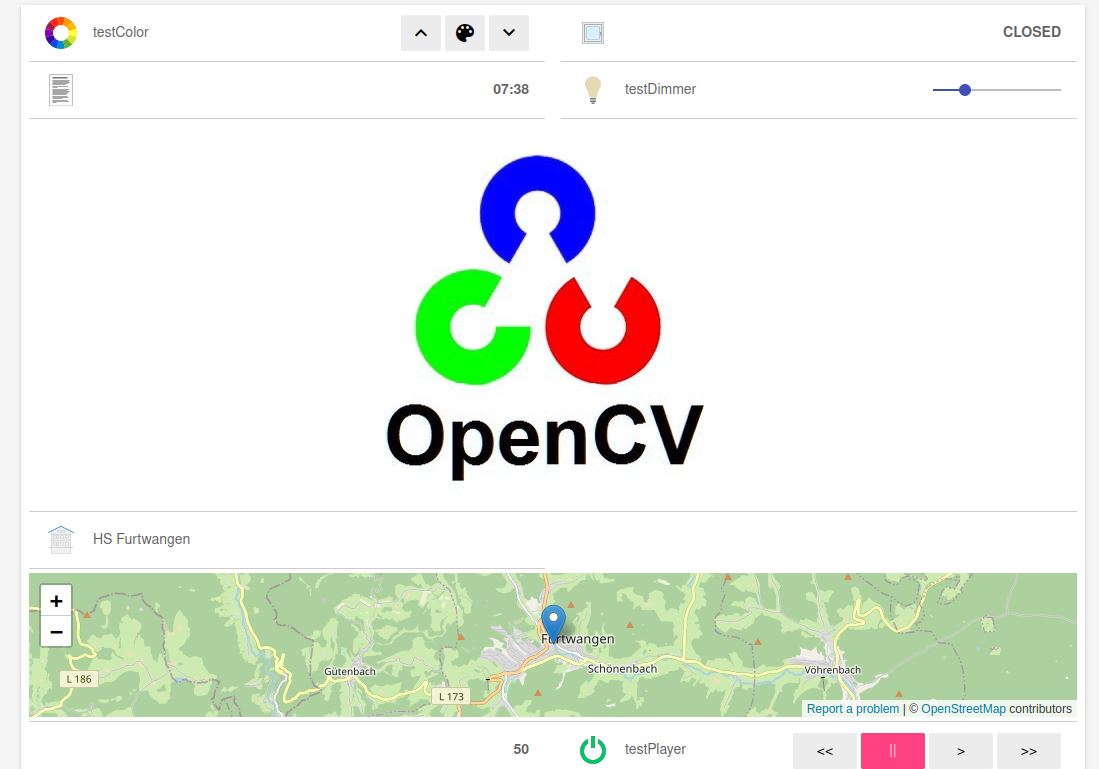 testColor
CLOSED
07:38
testDimmer
OpenCV
HS Furtwangen
+
−
Furtwangen
Schönenbach
Gütenbach
Vöhrenbach
L 186
L 173
Report a problem | © OpenStreetMap contributors
50
testPlayer
<<
||
>
>>